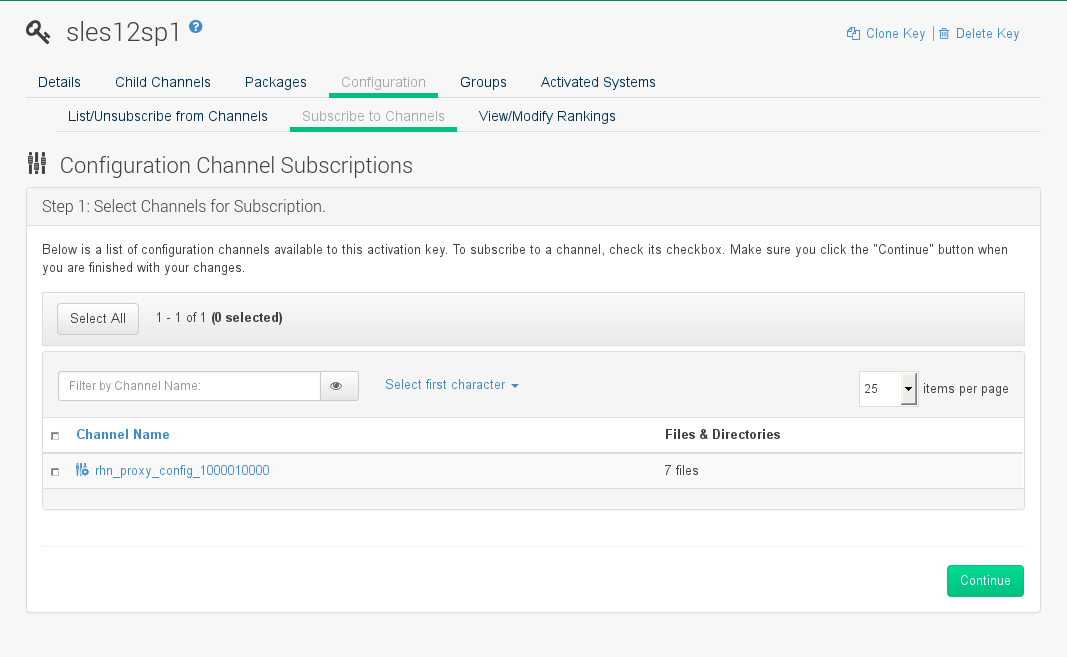 sles12sp1 ?
Clone Key | Delete Key
Details Child Channels Packages Configuration Groups Activated Systems
List/Unsubscribe from Channels Subscribe to Channels View/Modify Rankings
Configuration Channel Subscriptions
Step 1: Select Channels for Subscription.
Below is a list of configuration channels available to this activation key. To subscribe to a channel, check its checkbox. Make sure you click the "Continue" button when
you are finished with your changes.
Select All 1 - 1 of 1 (0 selected)
Filter by Channel Name: Select first character 25 items per page
Channel Name Files & Directories
rhn_proxy_config_1000010000 7 files
Continue